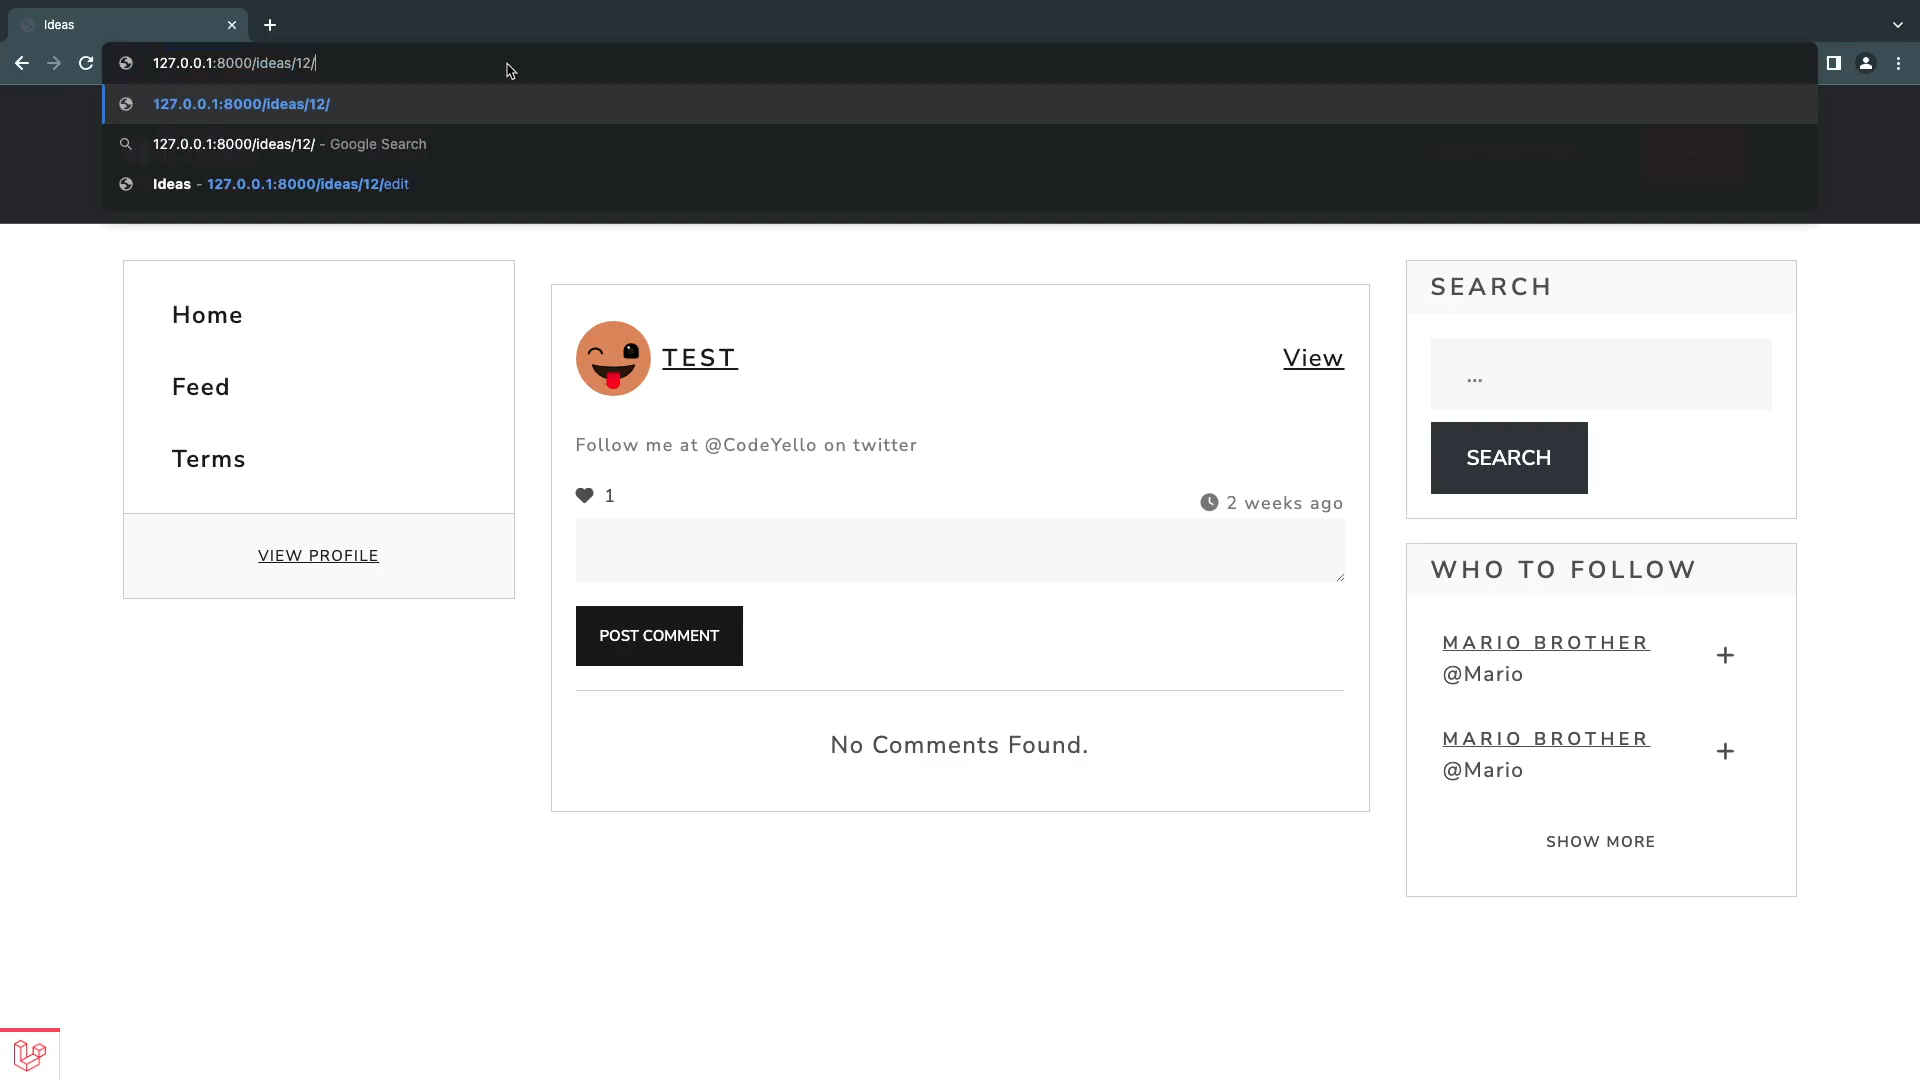 Ideas
127.0.0.1:8000/ideas/12/
127.0.0.1:8000/ideas/12/
127.0.0.1:8000/ideas/12/ - Google Search
Ideas - 127.0.0.1:8000/ideas/12/edit
Home
Feed
Terms
VIEW PROFILE
TEST
View
Follow me at @CodeYello on twitter
1
2 weeks ago
POST COMMENT
No Comments Found.
SEARCH
...
SEARCH
WHO TO FOLLOW
MARIO BROTHER
@Mario
MARIO BROTHER
@Mario
SHOW MORE